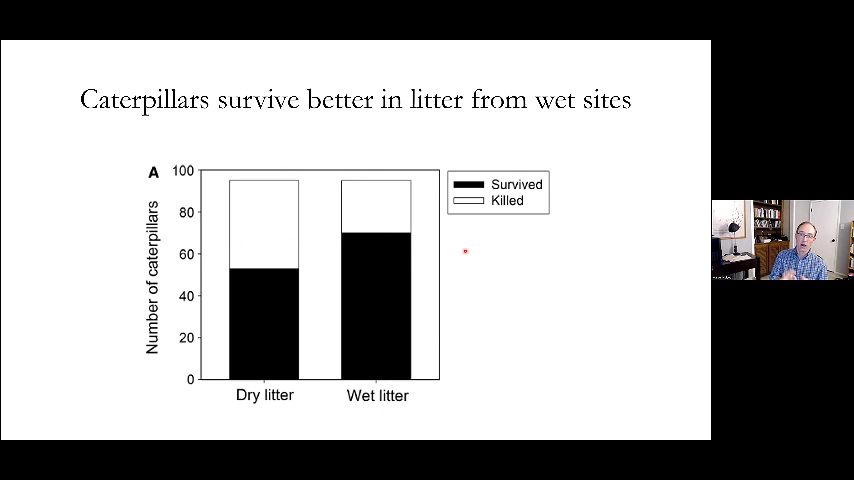 Caterpillars survive better in litter from wet sites
A
100
80
60
40
20
0
Number of caterpillars
Survived
Killed
Dry litter
Wet litter